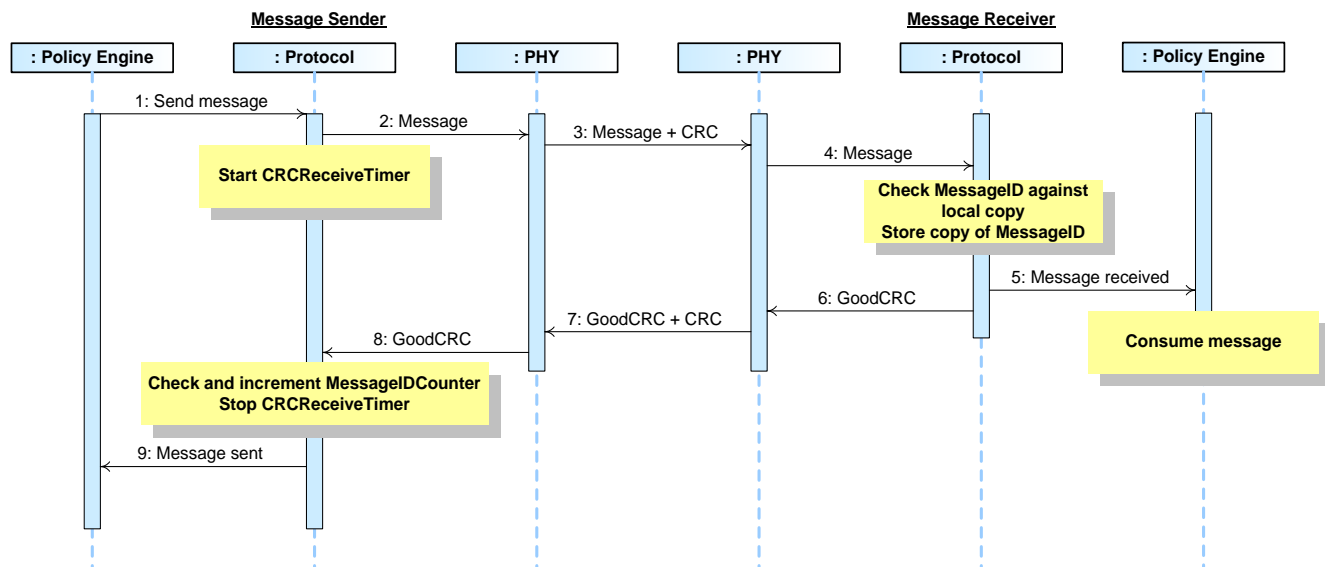 Message Sender
Message Receiver
: Policy Engine
: Protocol
: PHY
: PHY
: Protocol
: Policy Engine
1: Send message
2: Message
3: Message + CRC
4: Message
Start CRCReceiveTimer
Check MessageID against
local copy
Store copy of MessageID
5: Message received
6: GoodCRC
7: GoodCRC + CRC
8: GoodCRC
Consume message
Check and increment MessageIDCounter
Stop CRCReceiveTimer
9: Message sent